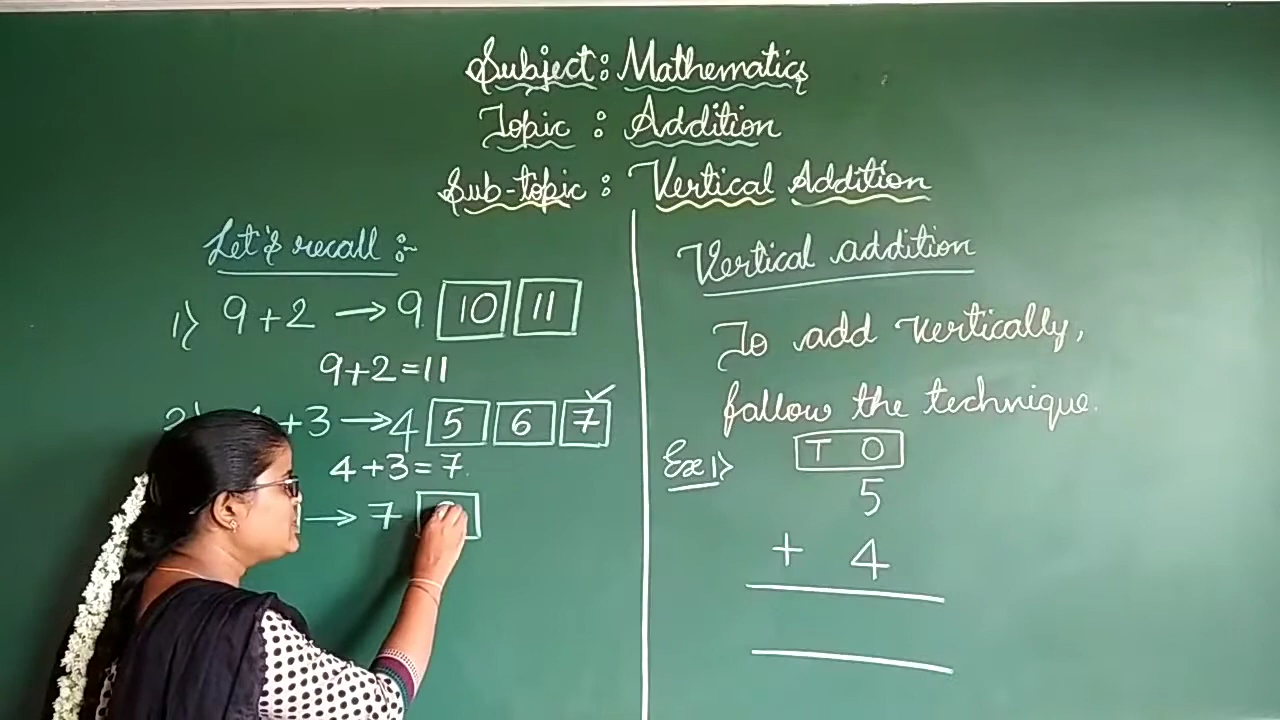 Subject: Mathematics
Topic : Addition
Sub-topic : Vertical Addition
Let's recall :-
1) 9+2 → 9 10 11
9+2=11
+3 → 4 5 6 7 ✓
4+3=7.
→ 7
Vertical addition
To add vertically,
follow the technique.
T O
Ex 1)
5
+ 4